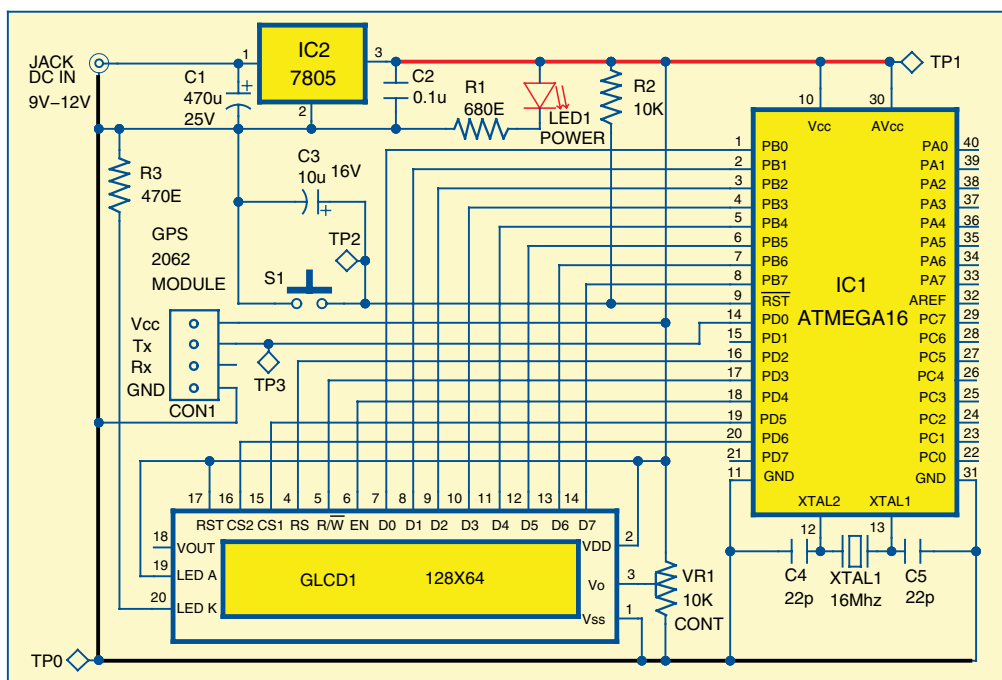 JACK
DC IN
9V–12V
C1
470u
25V
1
IC2
7805
3
2
C2
0.1u
R1
680E
LED1
POWER
R2
10K
TP1
10
30
Vcc
AVcc
R3
470E
C3
10u
16V
TP2
S1
GPS
2062
MODULE
Vcc
Tx
Rx
GND
CON1
TP3
IC1
ATMEGA16
1 PB0
2 PB1
3 PB2
4 PB3
5 PB4
6 PB5
7 PB6
8 PB7
9 RST
14 PD0
15 PD1
16 PD2
17 PD3
18 PD4
19 PD5
20 PD6
21 PD7
11 GND
PA0 40
PA1 39
PA2 38
PA3 37
PA4 36
PA5 35
PA6 34
PA7 33
AREF 32
PC7 29
PC6 28
PC5 27
PC4 26
PC3 25
PC2 24
PC1 23
PC0 22
GND 31
XTAL2
XTAL1
12
13
C4
22p
XTAL1
16Mhz
C5
22p
17 16 15 4 5 6 7 8 9 10 11 12 13 14
RST CS2 CS1 RS R/W EN D0 D1 D2 D3 D4 D5 D6 D7
18 VOUT
19 LED A
20 LED K
GLCD1 128X64
VDD 2
Vo 3
Vss 1
VR1
10K
CONT
TP0